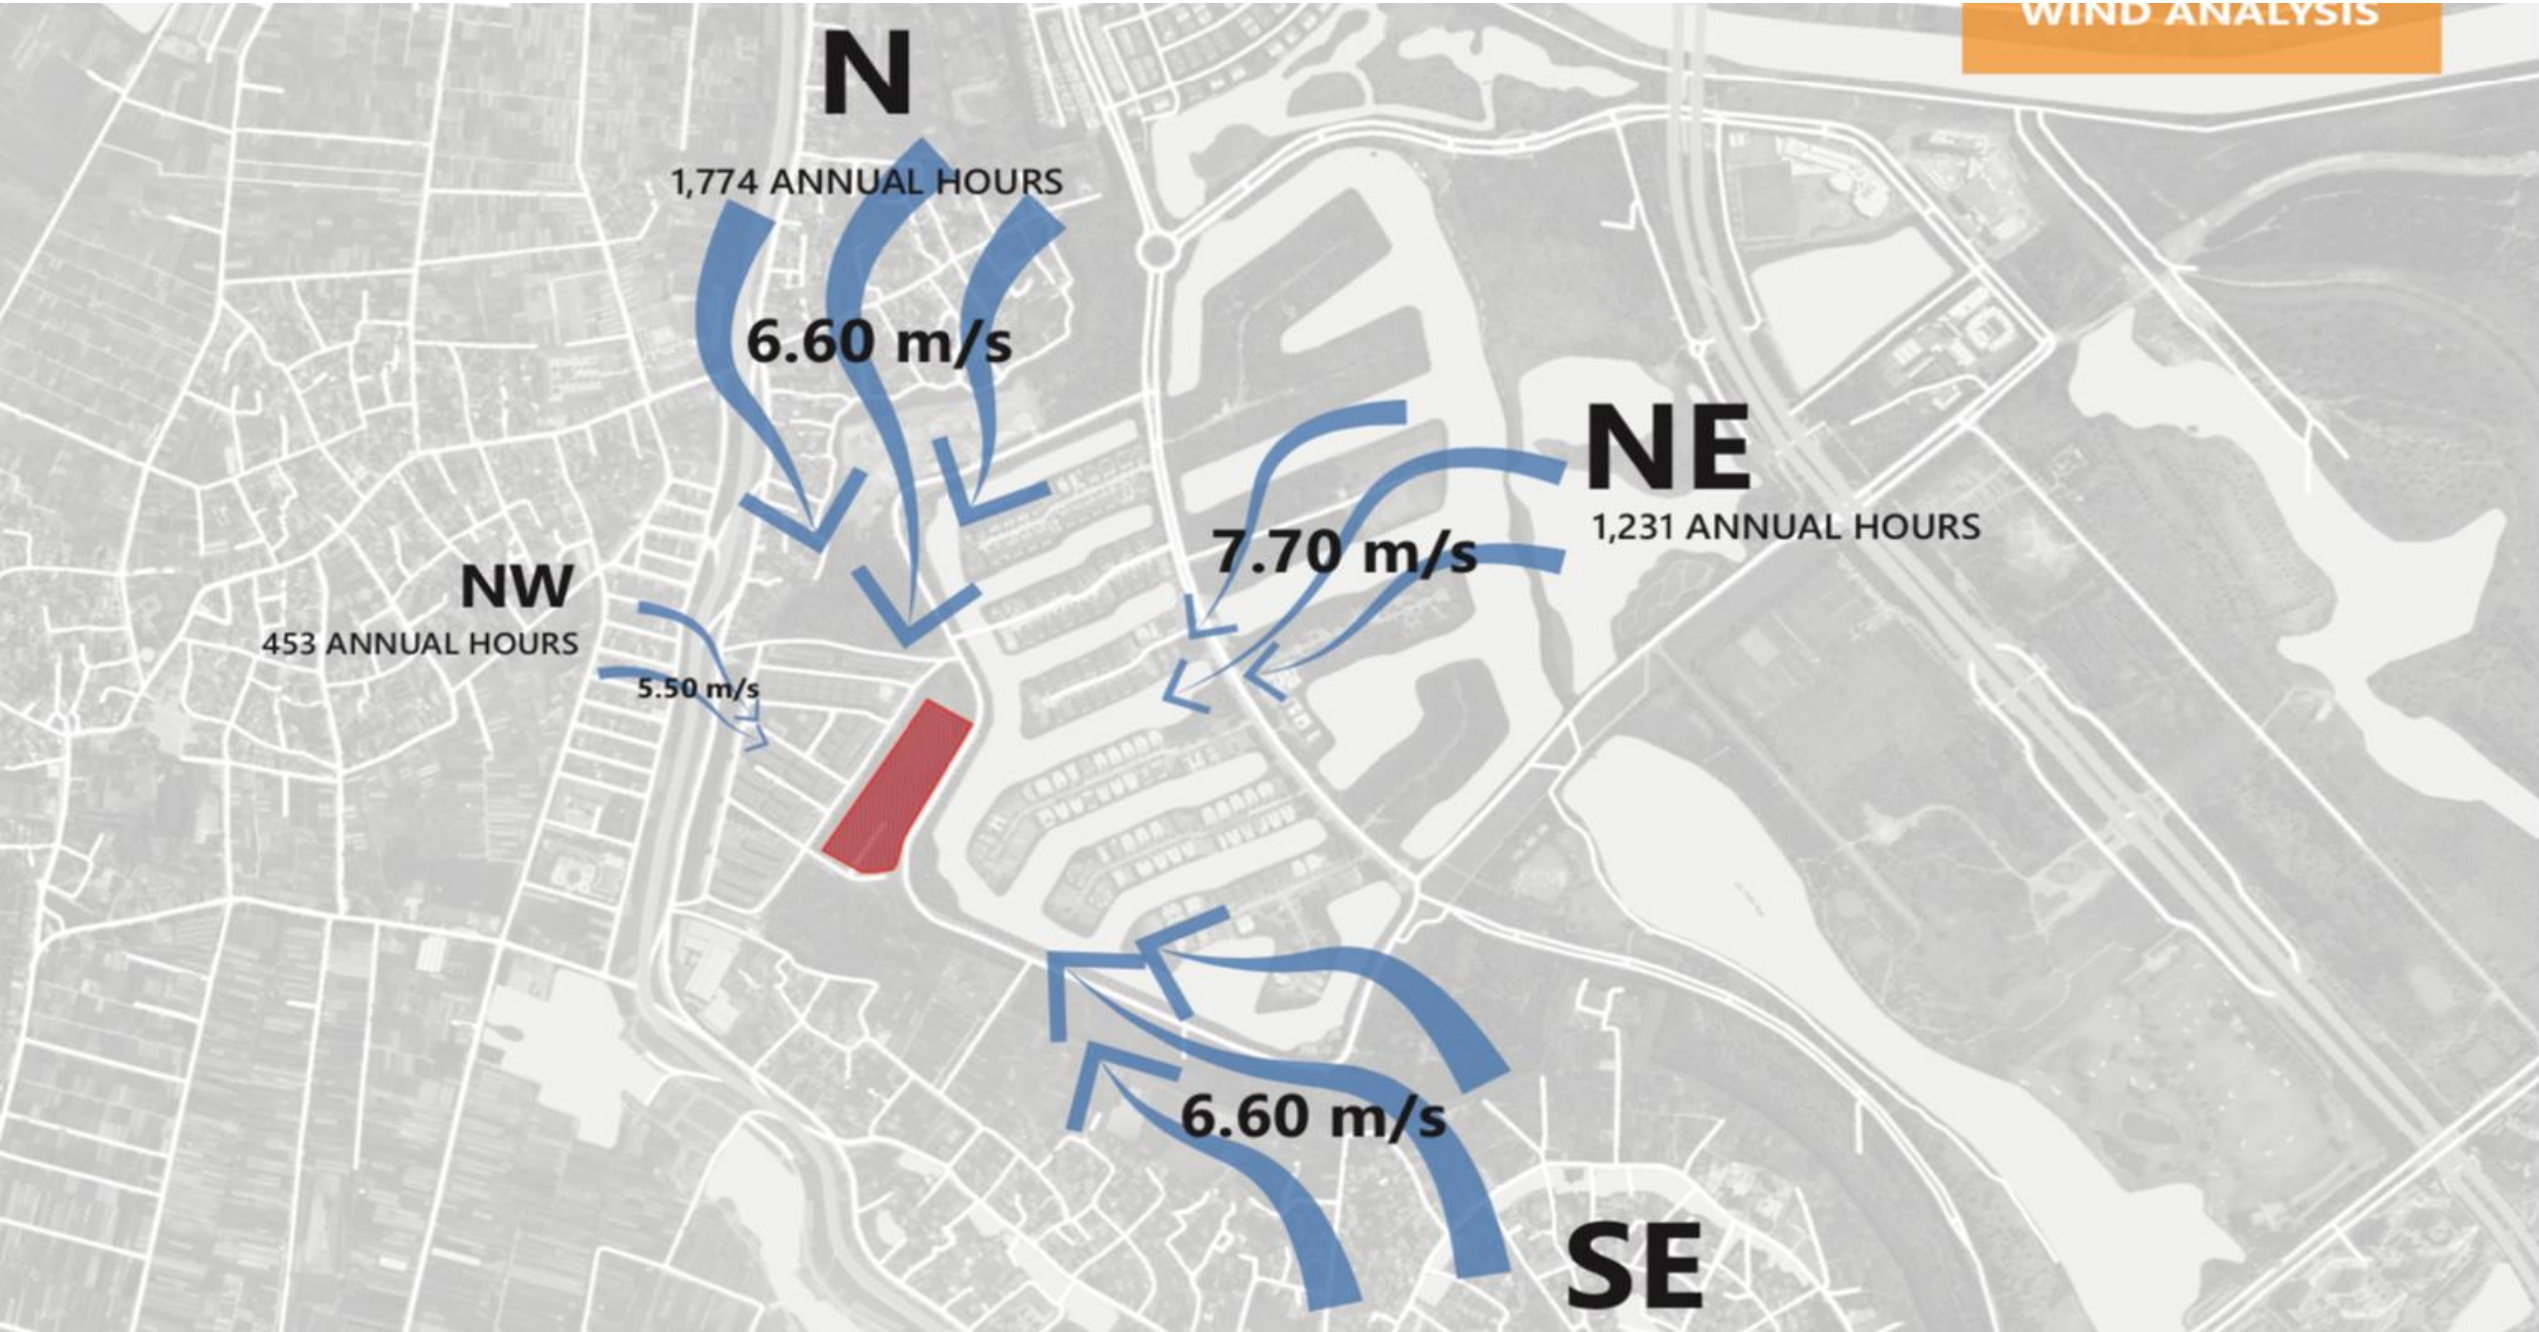 WIND ANALYSIS
N
1,774 ANNUAL HOURS
6.60 m/s
NE
1,231 ANNUAL HOURS
7.70 m/s
NW
453 ANNUAL HOURS
5.50 m/s
6.60 m/s
SE